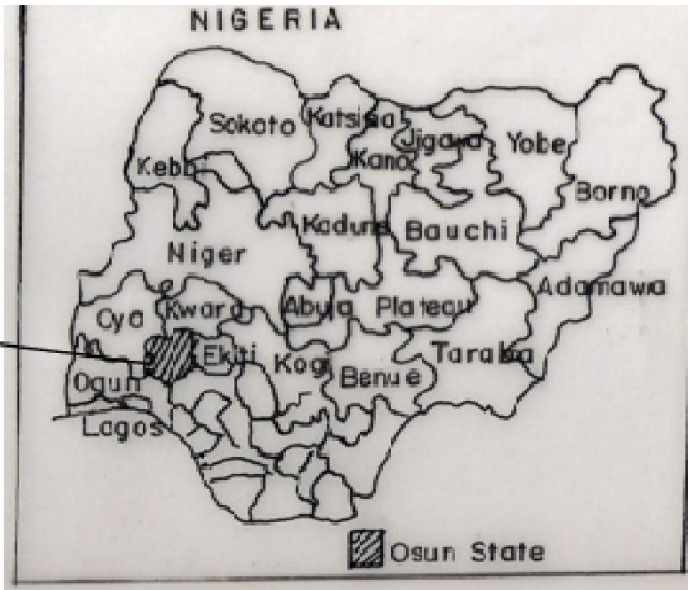 NIGERIA
Sokoto
Katsina
Jigawa
Yobe
Kano
Kebbi
Borno
Kaduna
Bauchi
Niger
Adamawa
Kwara
Abuja
Plateau
Oya
Ekiti
Kogi
Taraba
Benue
Ogun
Lagos
Osun State